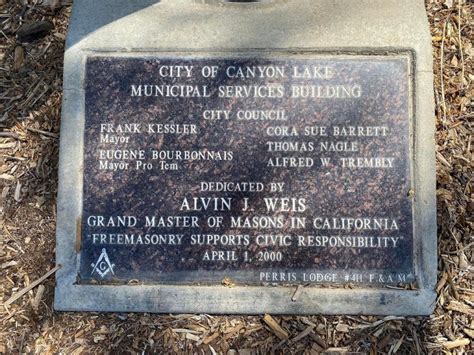 CITY OF CANYON LAKE
MUNICIPAL SERVICES BUILDING
CITY COUNCIL
FRANK KESSLER
Mayor
EUGENE BOURBONNAIS
Mayor Pro Tem
CORA SUE BARRETT
THOMAS NAGLE
ALFRED W. TREMBLY
DEDICATED BY
ALVIN J. WEIS
GRAND MASTER OF MASONS IN CALIFORNIA
"FREEMASONRY SUPPORTS CIVIC RESPONSIBILITY"
APRIL 1, 2000
G
PERRIS LODGE #411 F & A M